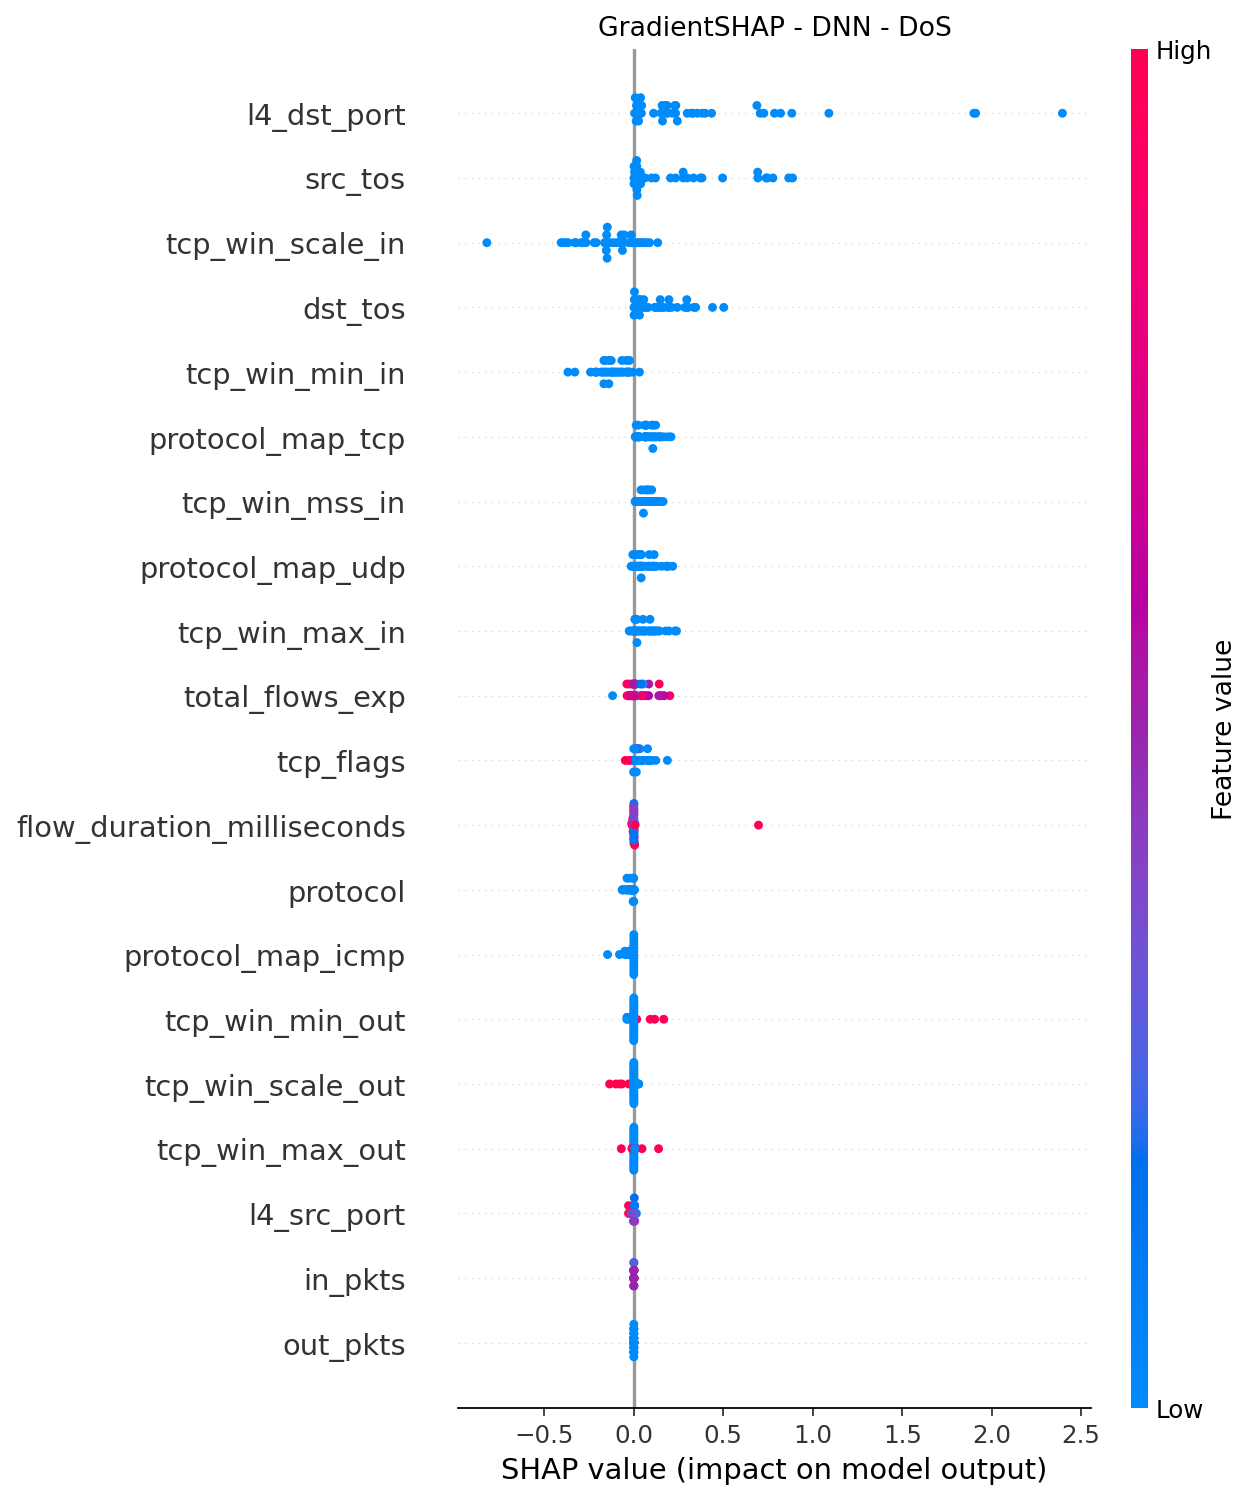 GradientSHAP - DNN - DoS
High
l4_dst_port
src_tos
tcp_win_scale_in
dst_tos
tcp_win_min_in
protocol_map_tcp
tcp_win_mss_in
protocol_map_udp
tcp_win_max_in
total_flows_exp
tcp_flags
flow_duration_milliseconds
protocol
protocol_map_icmp
tcp_win_min_out
tcp_win_scale_out
tcp_win_max_out
l4_src_port
in_pkts
out_pkts
Feature value
Low
−0.5 0.0 0.5 1.0 1.5 2.0 2.5
SHAP value (impact on model output)